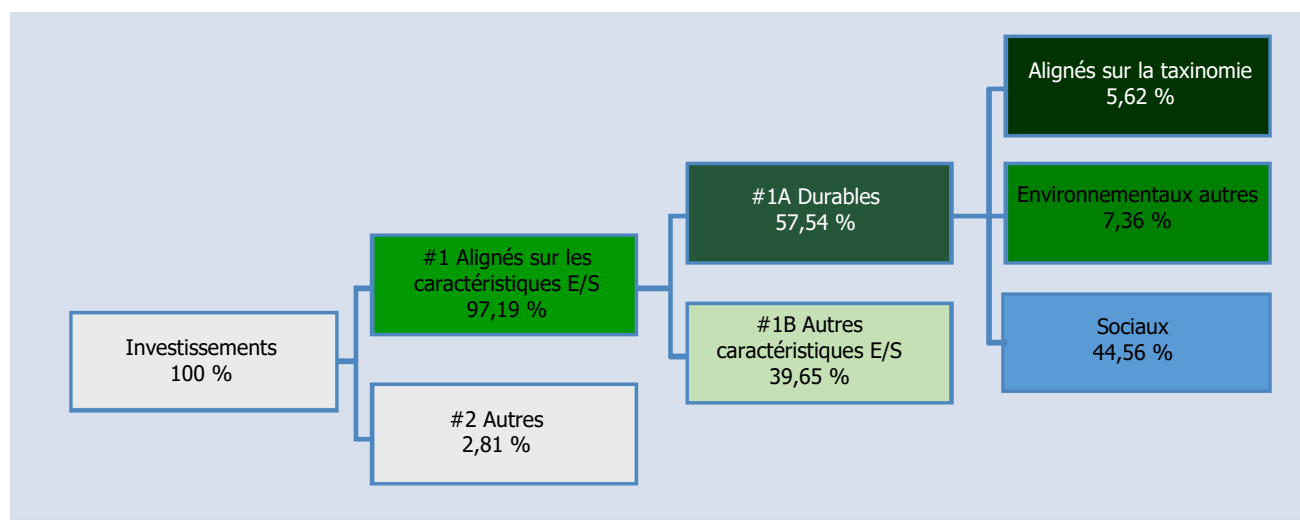 Investissements
100 %
#1 Alignés sur les
caractéristiques E/S
97,19 %
#2 Autres
2,81 %
#1A Durables
57,54 %
#1B Autres
caractéristiques E/S
39,65 %
Alignés sur la taxinomie
5,62 %
Environnementaux autres
7,36 %
Sociaux
44,56 %